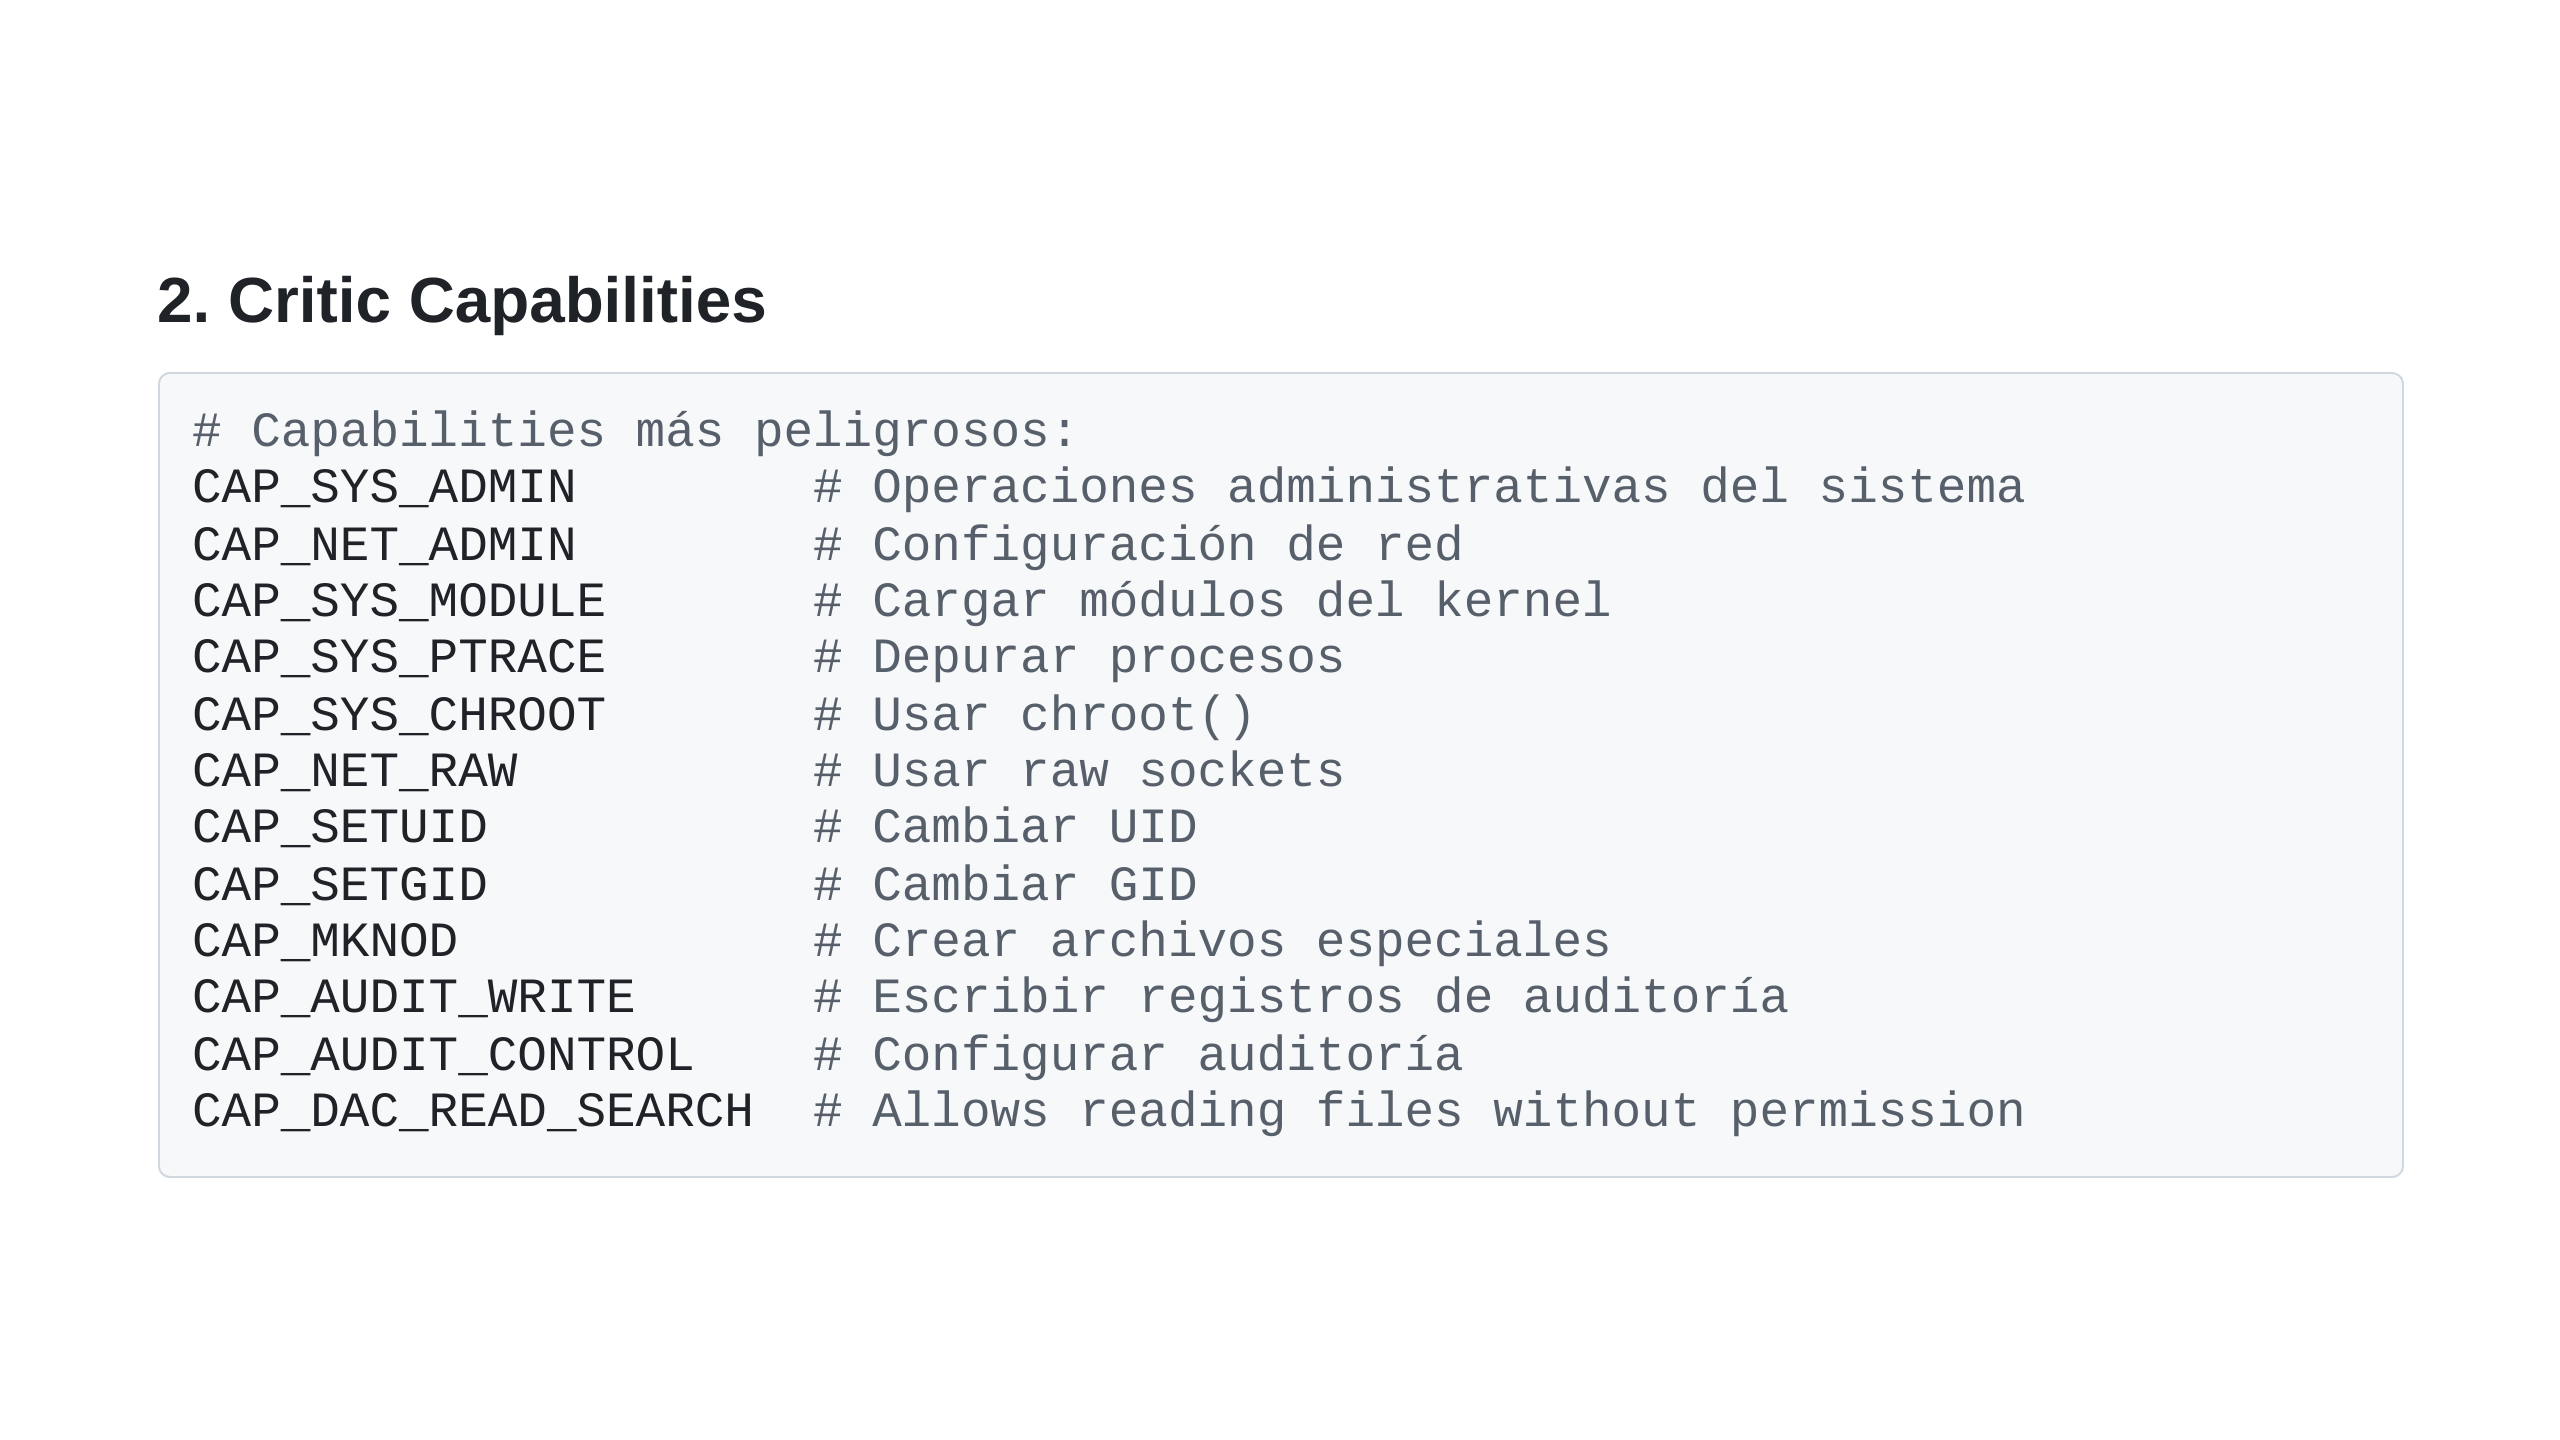 2. Critic Capabilities
# Capabilities más peligrosos:
CAP_SYS_ADMIN        # Operaciones administrativas del sistema
CAP_NET_ADMIN        # Configuración de red
CAP_SYS_MODULE       # Cargar módulos del kernel
CAP_SYS_PTRACE       # Depurar procesos
CAP_SYS_CHROOT       # Usar chroot()
CAP_NET_RAW          # Usar raw sockets
CAP_SETUID           # Cambiar UID
CAP_SETGID           # Cambiar GID
CAP_MKNOD            # Crear archivos especiales
CAP_AUDIT_WRITE      # Escribir registros de auditoría
CAP_AUDIT_CONTROL    # Configurar auditoría
CAP_DAC_READ_SEARCH  # Allows reading files without permission